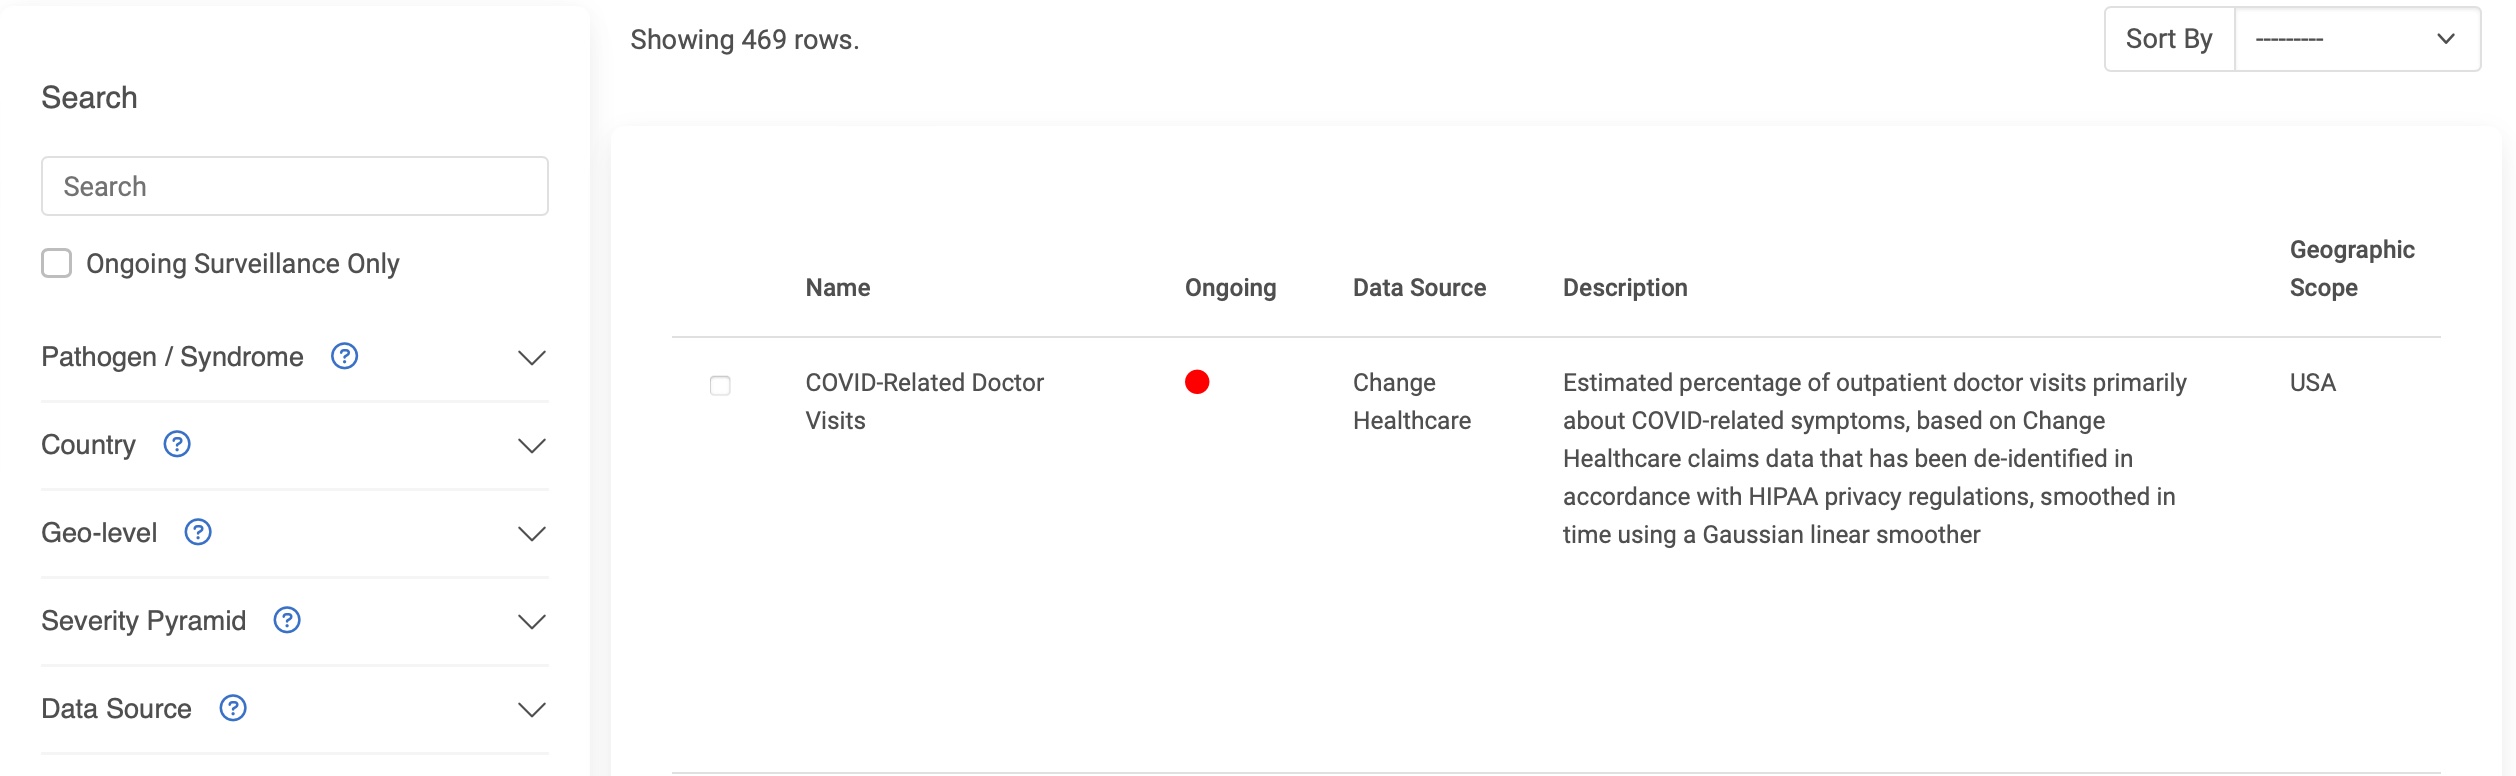 Search
Search
Ongoing Surveillance Only
Pathogen / Syndrome ?
Country ?
Geo-level ?
Severity Pyramid ?
Data Source ?
Showing 469 rows.
Sort By ---------
Name Ongoing Data Source Description Geographic Scope
COVID-Related Doctor
Visits
Change
Healthcare
Estimated percentage of outpatient doctor visits primarily
about COVID-related symptoms, based on Change
Healthcare claims data that has been de-identified in
accordance with HIPAA privacy regulations, smoothed in
time using a Gaussian linear smoother
USA